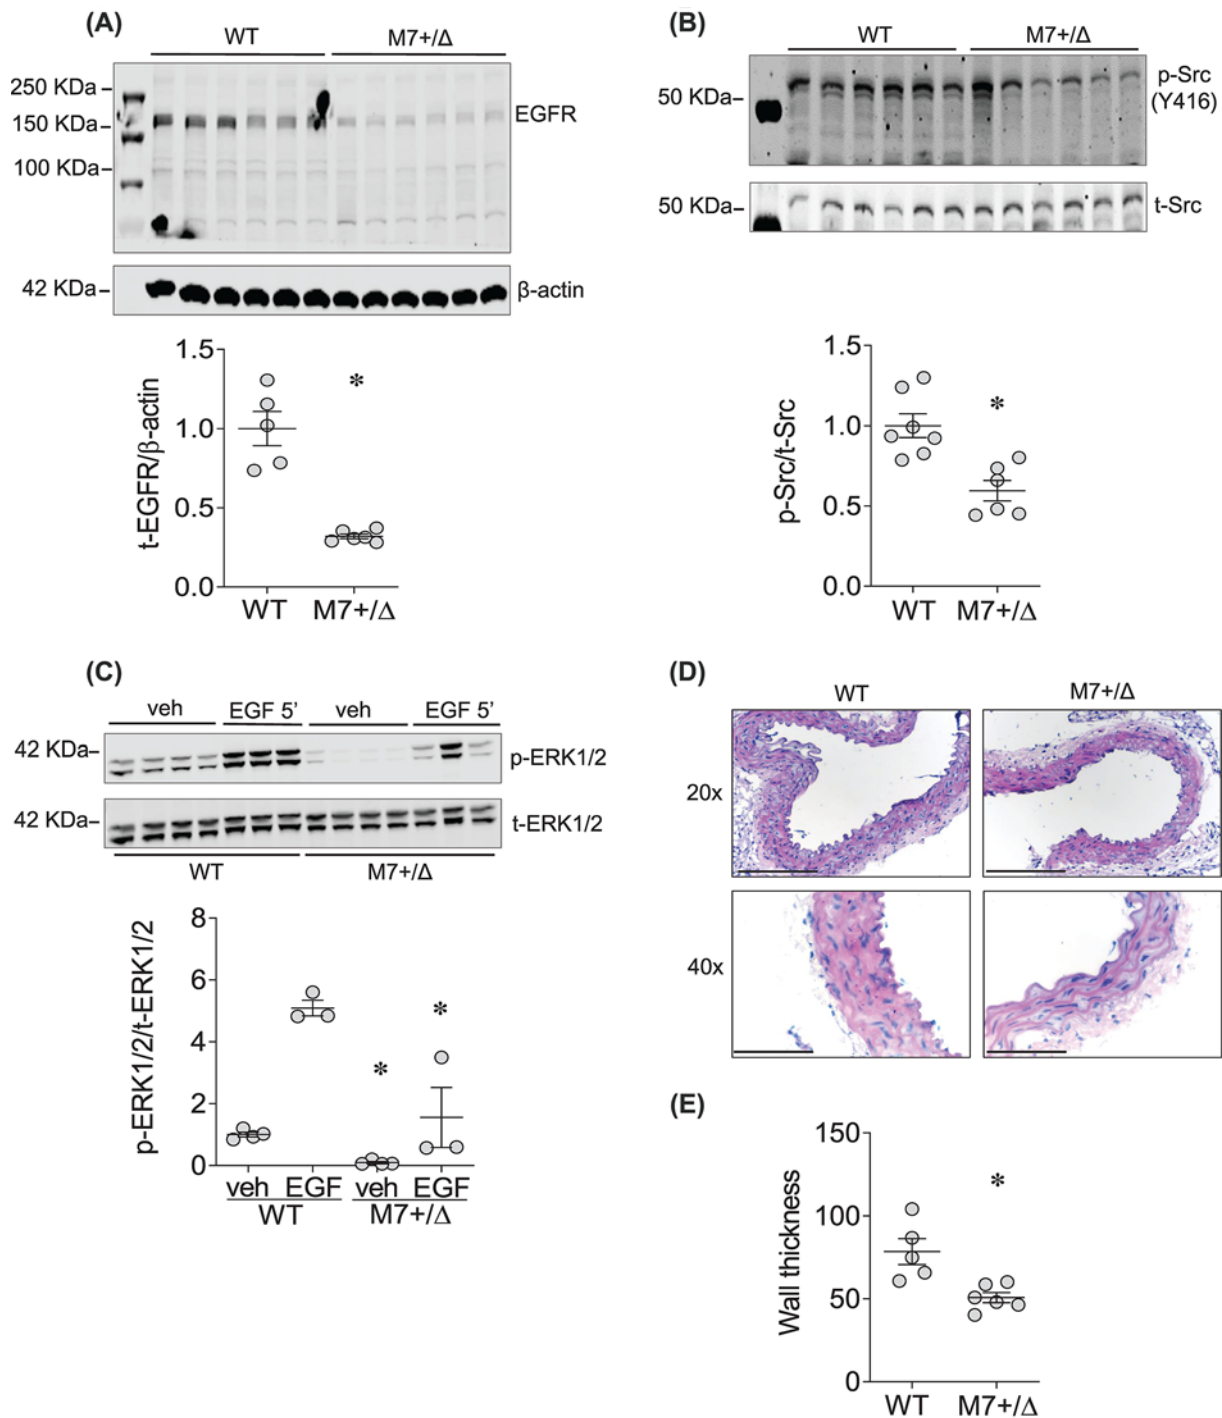 (A)
WT M7+/Δ
250 KDa
150 KDa
100 KDa
EGFR
42 KDa
β-actin
t-EGFR/β-actin
1.5
*
1.0
0.5
0.0
WT M7+/Δ
(B)
WT M7+/Δ
50 KDa
p-Src
(Y416)
50 KDa
t-Src
p-Src/t-Src
1.5
*
1.0
0.5
0.0
WT M7+/Δ
(C)
veh EGF 5' veh EGF 5'
42 KDa
p-ERK1/2
42 KDa
t-ERK1/2
WT M7+/Δ
p-ERK1/2/t-ERK1/2
8
6
*
4
*
2
0
veh EGF veh EGF
WT M7+/Δ
(D)
WT M7+/Δ
20x
40x
(E)
Wall thickness
150
*
100
50
0
WT M7+/Δ